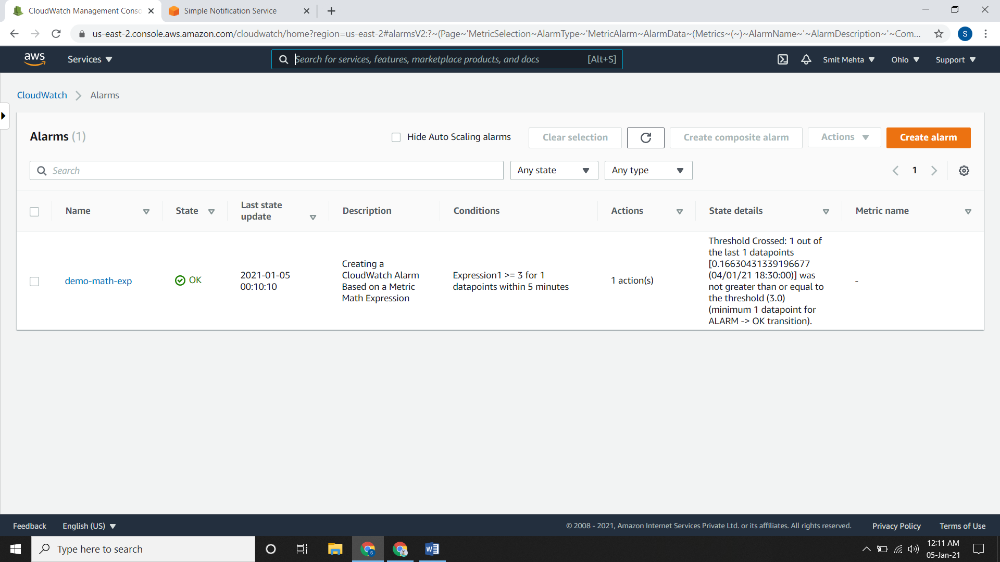 CloudWatch Management Conso
Simple Notification Service
us-east-2.console.aws.amazon.com/cloudwatch/home?region=us-east-2#alarmsV2:?~(Page~'MetricSelection~AlarmType~'MetricAlarm~AlarmData~(Metrics~(~)~AlarmName~'~AlarmDescription~'~Com...
S
aws
Services
Search for services, features, marketplace products, and docs
[Alt+S]
Smit Mehta
Ohio
Support
CloudWatch
Alarms
Alarms (1)
Hide Auto Scaling alarms
Clear selection
Create composite alarm
Actions
Create alarm
Search
Any state
Any type
1
Name
State
Last state
update
Description
Conditions
Actions
State details
Metric name
demo-math-exp
OK
2021-01-05
00:10:10
Creating a
CloudWatch Alarm
Based on a Metric
Math Expression
Expression1 >= 3 for 1
datapoints within 5 minutes
1 action(s)
Threshold Crossed: 1 out of
the last 1 datapoints
[0.16630431339196677
(04/01/21 18:30:00)] was
not greater than or equal to
the threshold (3.0)
(minimum 1 datapoint for
ALARM -> OK transition).
-
Feedback
English (US)
© 2008 - 2021, Amazon Internet Services Private Ltd. or its affiliates. All rights reserved.
Privacy Policy
Terms of Use
Type here to search
12:11 AM
05-Jan-21